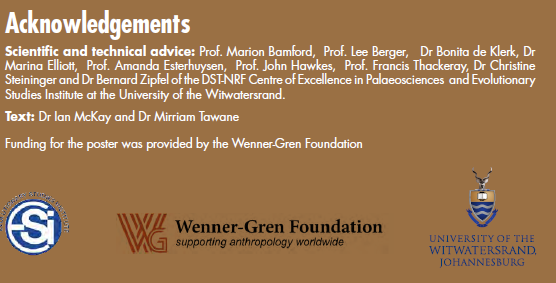 Acknowledgements
Scientific and technical advice: Prof. Marion Bamford, Prof. Lee Berger, Dr Bonita de Klerk, Dr
Marina Elliott, Prof. Amanda Esterhuysen, Prof. John Hawkes, Prof. Francis Thackeray, Dr Christine
Steininger and Dr Bernard Zipfel of the DST-NRF Centre of Excellence in Palaeosciences and Evolutionary
Studies Institute at the University of the Witwatersrand.
Text: Dr Ian McKay and Dr Mirriam Tawane
Funding for the poster was provided by the Wenner-Gren Foundation
ESI
WG
Wenner-Gren Foundation
supporting anthropology worldwide
UNIVERSITY OF THE
WITWATERSRAND,
JOHANNESBURG